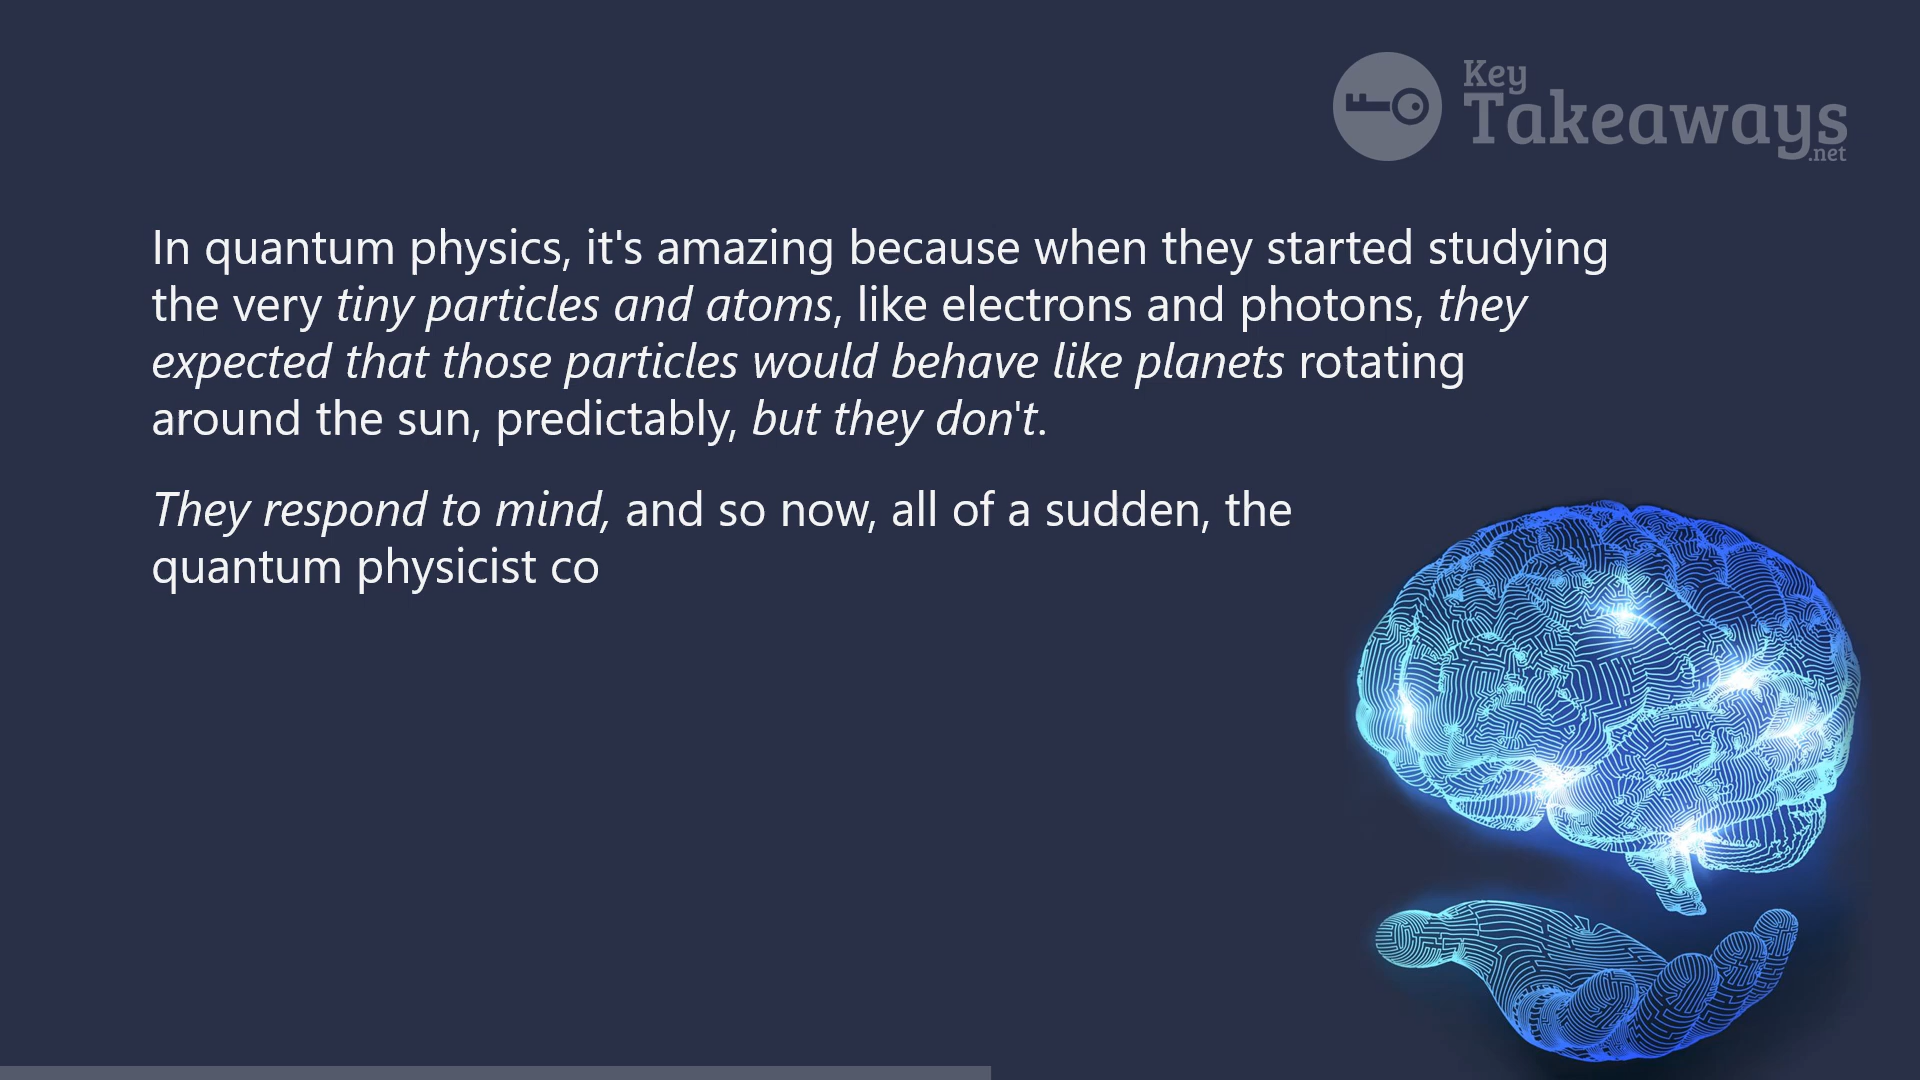 Key
Takeaways
.net
In quantum physics, it's amazing because when they started studying
the very tiny particles and atoms, like electrons and photons, they
expected that those particles would behave like planets rotating
around the sun, predictably, but they don't.
They respond to mind, and so now, all of a sudden, the
quantum physicist co